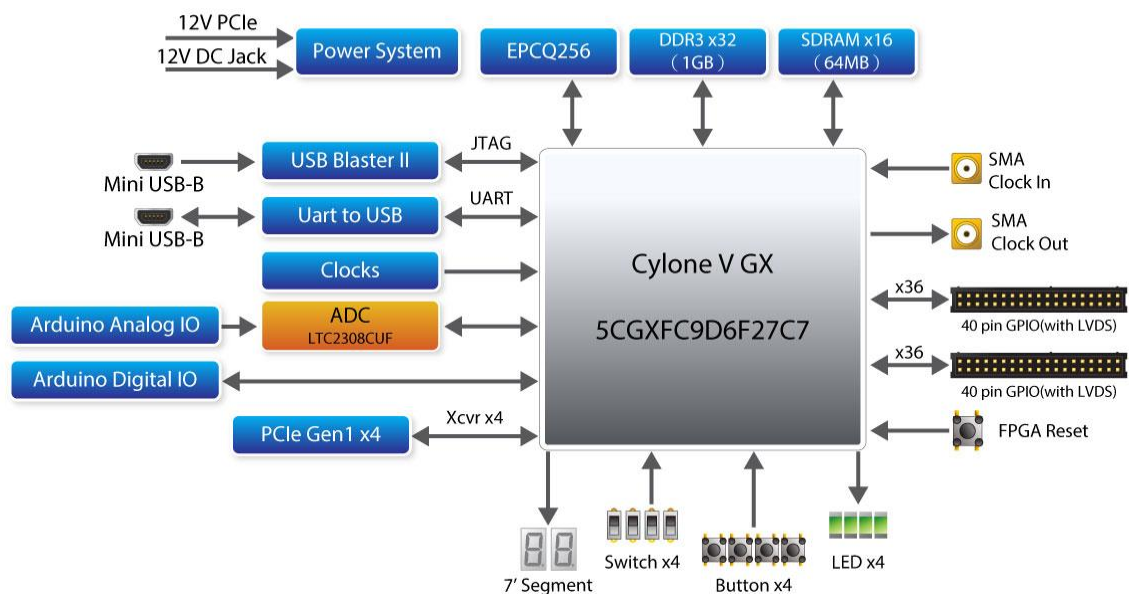 12V PCIe
12V DC Jack
Power System
EPCQ256
DDR3 x32
(1GB)
SDRAM x16
(64MB)
Mini USB-B
USB Blaster II
JTAG
Mini USB-B
Uart to USB
UART
Clocks
Arduino Analog IO
ADC
LTC2308CUF
Arduino Digital IO
PCIe Gen1 x4
Xcvr x4
Cylone V GX
5CGXFC9D6F27C7
SMA
Clock In
SMA
Clock Out
x36
40 pin GPIO(with LVDS)
x36
40 pin GPIO(with LVDS)
FPGA Reset
7’ Segment
Switch x4
Button x4
LED x4